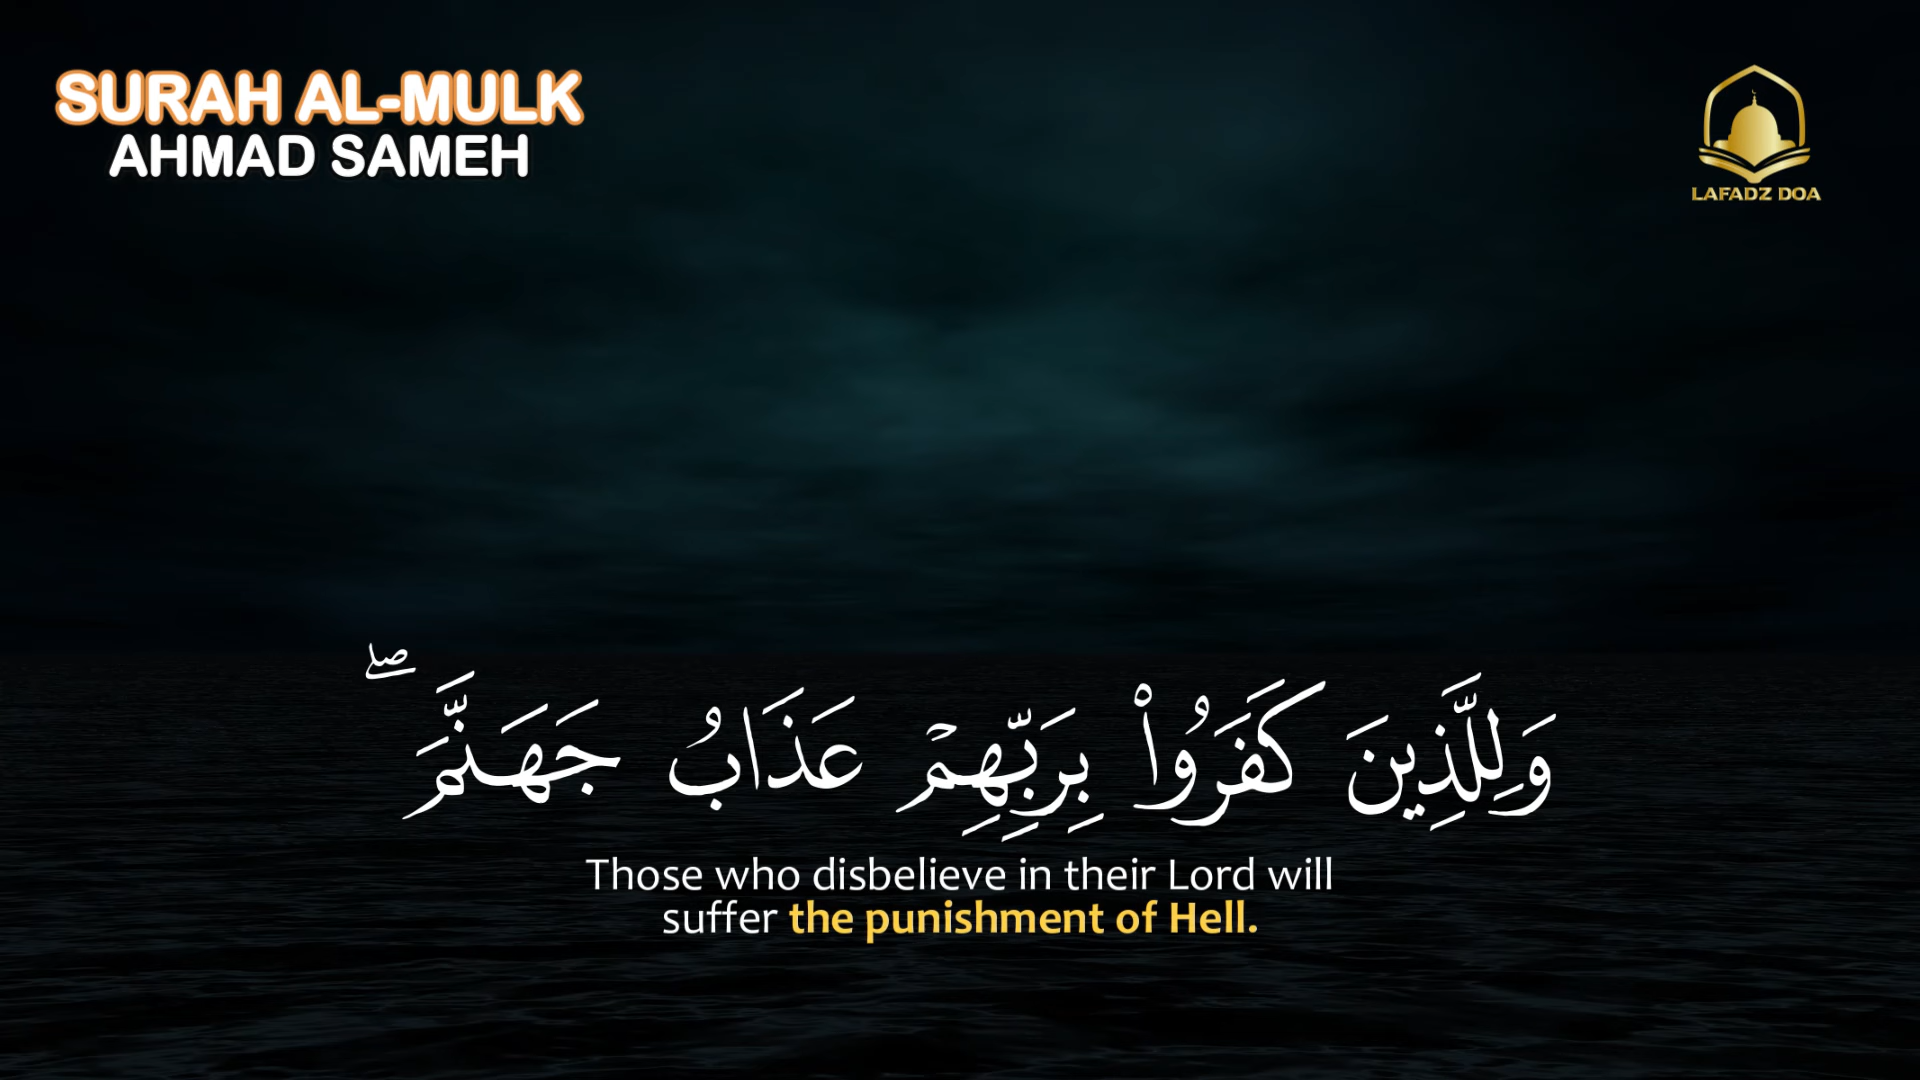 SURAH AL-MULK
AHMAD SAMEH
LAFADZ DOA
وَلِلَّذِينَ كَفَرُوا۟ بِرَبِّهِمْ عَذَابُ جَهَنَّمَ ۖ
Those who disbelieve in their Lord will
suffer the punishment of Hell.